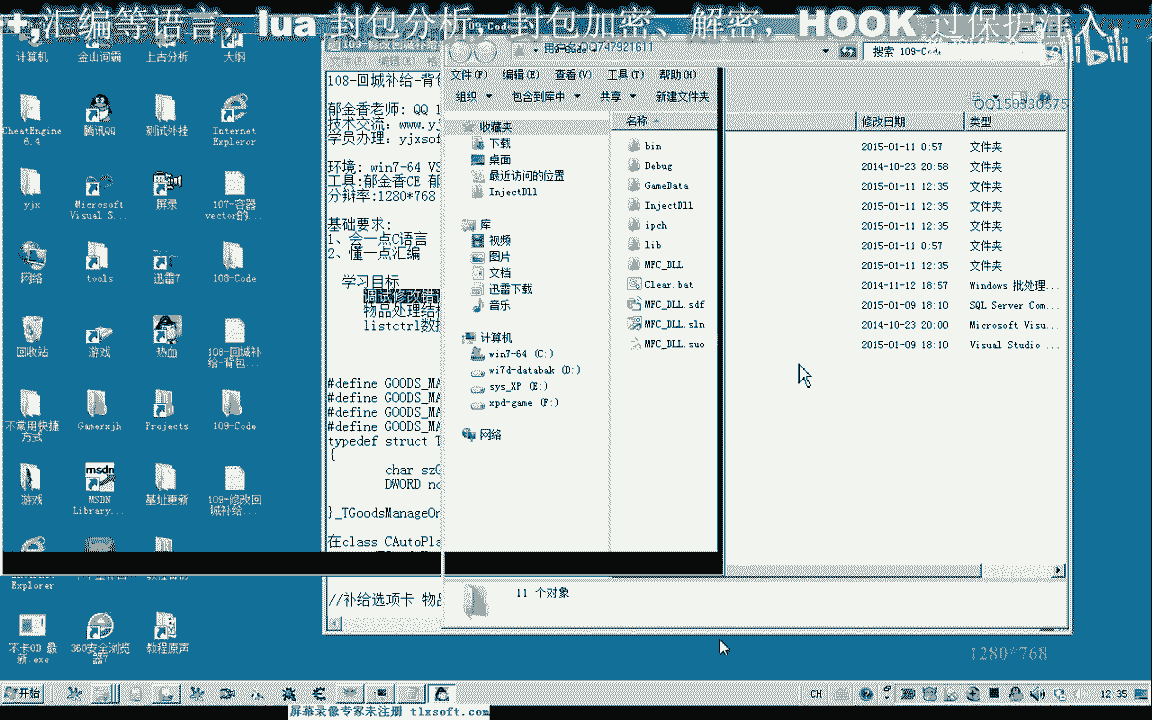 +,汇编等语言，lua 封包分析，封包加密、解密，HOOK 过保护注入
计算机
金山词霸
上古分析
大纲
搜索 109-Code
CheatEngine 6.4
腾讯QQ
测试外挂
Internet Explorer
yjx
Microsoft Visual S...
屏录
107-容器 vector的...
网络
tools
迅雷7
108-Code
回收站
游戏
热血
108-回城补给-背包...
不常用快捷方式
Gamerxjh
Projects
109-Code
游戏
MSDN Library...
基址更新
109-修改回城补给...
Explorer
不卡OD 最新.exe
360安全浏览器7
教程原声
108-回城补给-背包
郁金香老师: QQ 1
技术交流: www.yj
学员办理: yjxsof
环境: win7-64 VS
工具:郁金香CE 郁
分辩率:1280*768
基础要求:
1、会一点C语言
2、懂一点汇编
学习目标
调试修改错
物品处理结构
listctrl数据
#define GOODS_MA
#define GOODS_MA
#define GOODS_MA
#define GOODS_MA
typedef struct T
{
char szG
DWORD no
}_TGoodsManageOn
在class CAutoPla
//补给选项卡 物品
文件(F) 编辑(E) 查看(V) 工具(T) 帮助(H)
组织 包含到库中 共享 新建文件夹
收藏夹
下载
桌面
最近访问的位置
InjectDll
库
视频
图片
文档
迅雷下载
音乐
计算机
win7-64 (C:)
wi7d-databak (D:)
sys_XP (E:)
xpd-game (F:)
网络
QQ150330575
名称 修改日期 类型
bin 2015-01-11 0:57 文件夹
Debug 2014-10-23 20:58 文件夹
GameData 2015-01-11 12:35 文件夹
InjectDll 2015-01-11 12:35 文件夹
ipch 2015-01-11 12:35 文件夹
lib 2015-01-11 0:57 文件夹
MFC_DLL 2015-01-11 12:35 文件夹
Clear.bat 2014-11-12 18:57 Windows 批处理...
MFC_DLL.sdf 2015-01-09 18:10 SQL Server Com...
MFC_DLL.sln 2014-10-23 20:00 Microsoft Visu...
MFC_DLL.suo 2015-01-09 18:10 Visual Studio ...
11 个对象
1280*768
开始
CH
12:35
屏幕录像专家未注册 tlxsoft.com